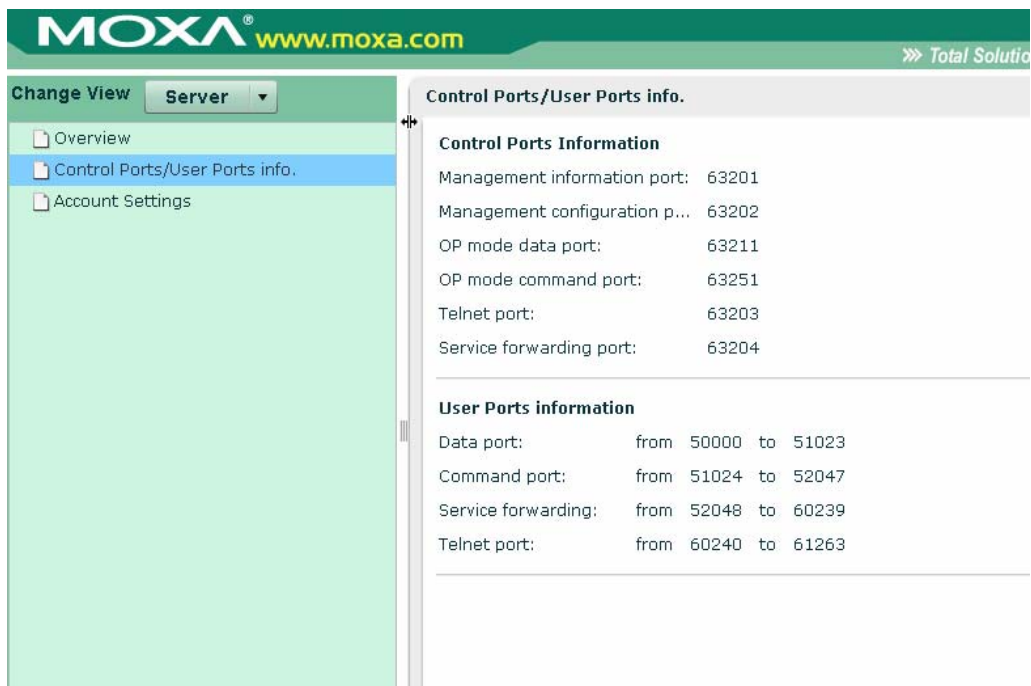 MOXA® www.moxa.com
Total Solutio
Change View Server
Overview
Control Ports/User Ports info.
Account Settings
Control Ports/User Ports info.
Control Ports Information
Management information port: 63201
Management configuration p... 63202
OP mode data port: 63211
OP mode command port: 63251
Telnet port: 63203
Service forwarding port: 63204
User Ports information
Data port: from 50000 to 51023
Command port: from 51024 to 52047
Service forwarding: from 52048 to 60239
Telnet port: from 60240 to 61263